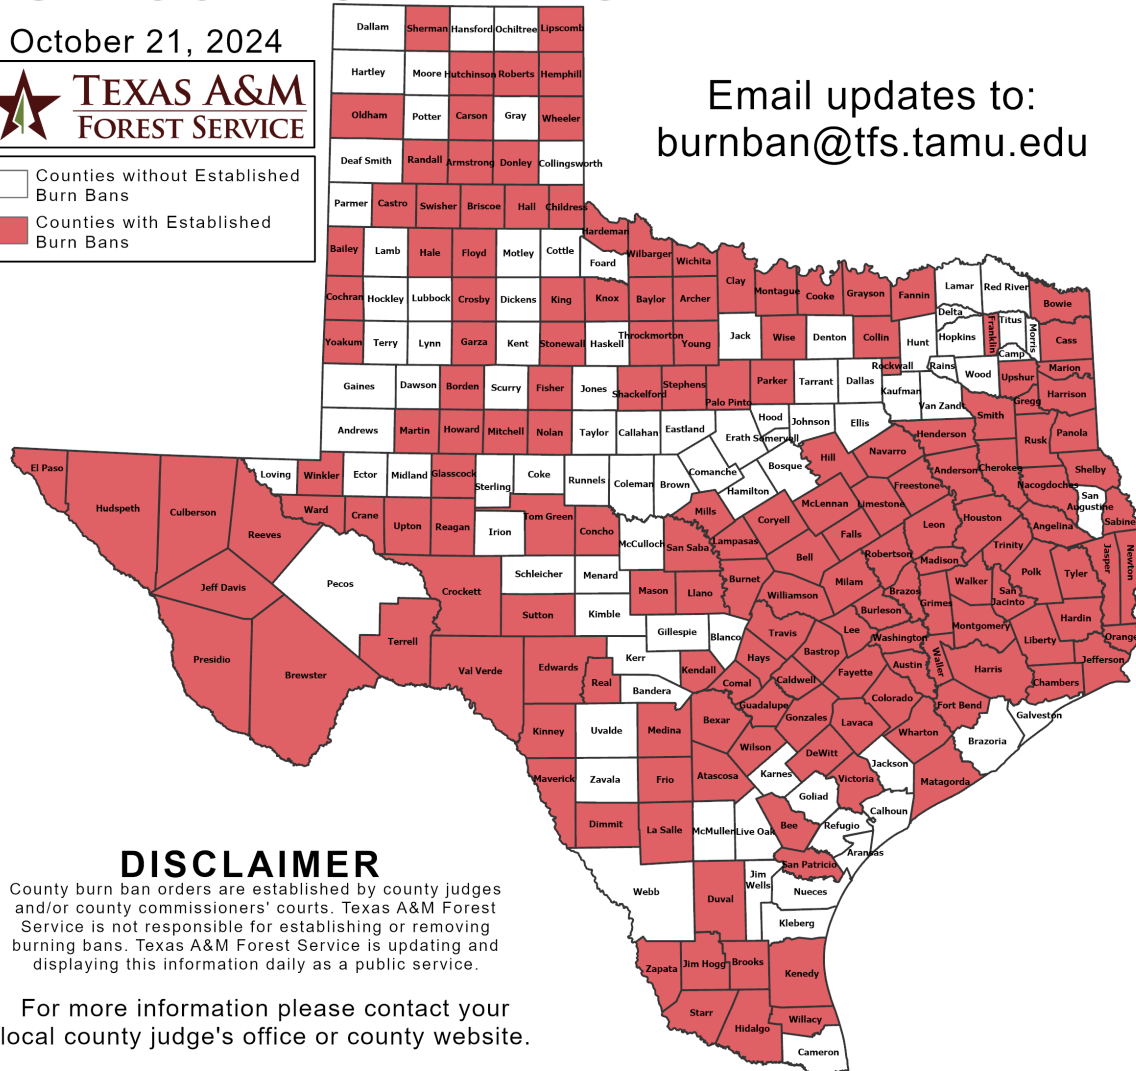 October 21, 2024
TEXAS A&M
FOREST SERVICE
Counties without Established
Burn Bans
Counties with Established
Burn Bans
Email updates to:
burnban@tfs.tamu.edu
Dallam Sherman Hansford Ochiltree Lipscomb
Hartley Moore Hutchinson Roberts Hemphill
Oldham Potter Carson Gray Wheeler
Deaf Smith Randall Armstrong Donley Collingsworth
Parmer Castro Swisher Briscoe Hall Childress
Hardeman
Bailey Lamb Hale Floyd Motley Cottle Foard Wilbarger Wichita
Clay Montague Cooke Grayson Fannin Lamar Red River Bowie
Cochran Hockley Lubbock Crosby Dickens King Knox Baylor Archer
Delta Franklin Titus Morris Cass
Yoakum Terry Lynn Garza Kent Stonewall Haskell Throckmorton Young Jack Wise Denton Collin Hunt Hopkins
Camp Marion
Rockwall Rains Wood Upshur
Gaines Dawson Borden Scurry Fisher Jones Shackelford Stephens Palo Pinto Parker Tarrant Dallas Kaufman Van Zandt Gregg Harrison
Andrews Martin Howard Mitchell Nolan Taylor Callahan Eastland Erath Hood Somervell Johnson Ellis Smith
Henderson Rusk Panola
El Paso Loving Winkler Ector Midland Glasscock Sterling Coke Runnels Coleman Brown Comanche Hamilton Bosque Hill Navarro Anderson Cherokee Shelby
Hudspeth Culberson Reeves Ward Crane Upton Reagan Irion Tom Green Concho McCulloch San Saba Mills Lampasas Coryell McLennan Limestone Freestone Nacogdoches San
Augustine
Sabine
Falls Leon Houston Angelina
Bell Robertson Madison Trinity Jasper Newton
Jeff Davis Pecos Crockett Schleicher Menard Mason Llano Burnet Williamson Milam Brazos Grimes Walker San
Jacinto
Polk Tyler
Sutton Kimble Burleson Montgomery Liberty Hardin
Presidio Brewster Terrell Val Verde Edwards Real Kerr Gillespie Blanco Travis Lee Washington Orange
Kendall Hays Bastrop Austin Waller Harris Jefferson
Bandera Comal Caldwell Fayette Colorado Chambers
Kinney Uvalde Medina Bexar Guadalupe Gonzales Lavaca Wharton Fort Bend Brazoria Galveston
Maverick Zavala Frio Atascosa Wilson Karnes DeWitt Victoria Jackson Matagorda
Dimmit La Salle McMullen Live Oak Bee Goliad Refugio Calhoun
Aransas
San Patricio
Webb Duval Jim
Wells
Nueces
Kleberg
Zapata Jim Hogg Brooks Kenedy
Starr Hidalgo Willacy
Cameron
DISCLAIMER
County burn ban orders are established by county judges
and/or county commissioners' courts. Texas A&M Forest
Service is not responsible for establishing or removing
burning bans. Texas A&M Forest Service is updating and
displaying this information daily as a public service.
For more information please contact your
local county judge's office or county website.